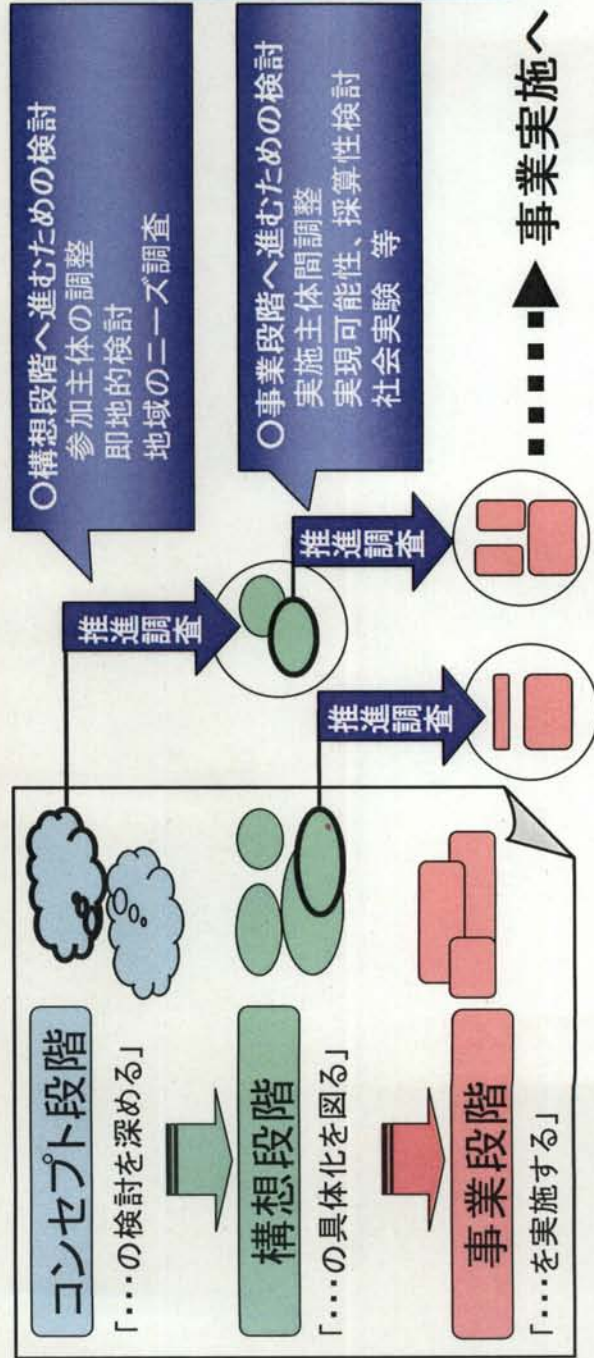 コンセプト段階
「・・・の検討を深める」
構想段階
「・・・の具体化を図る」
事業段階
「・・・を実施する」
推進調査
推進調査
推進調査
○構想段階へ進むための検討
参加主体の調整
即地的検討
地域のニーズ調査
○事業段階へ進むための検討
実施主体間調整
実現可能性、採算性検討
社会実験 等
事業実施へ